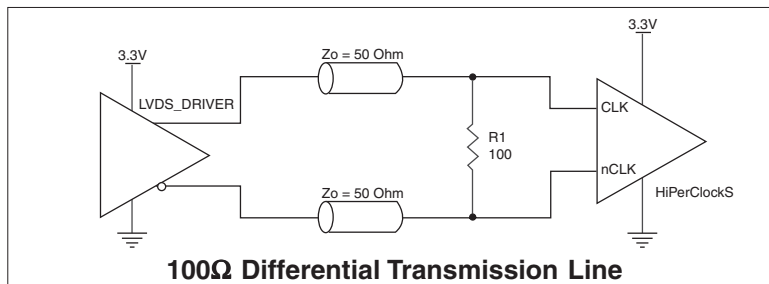 3.3V
LVDS_DRIVER
Zo = 50 Ohm
Zo = 50 Ohm
R1
100
3.3V
CLK
nCLK
HiPerClockS
100Ω Differential Transmission Line